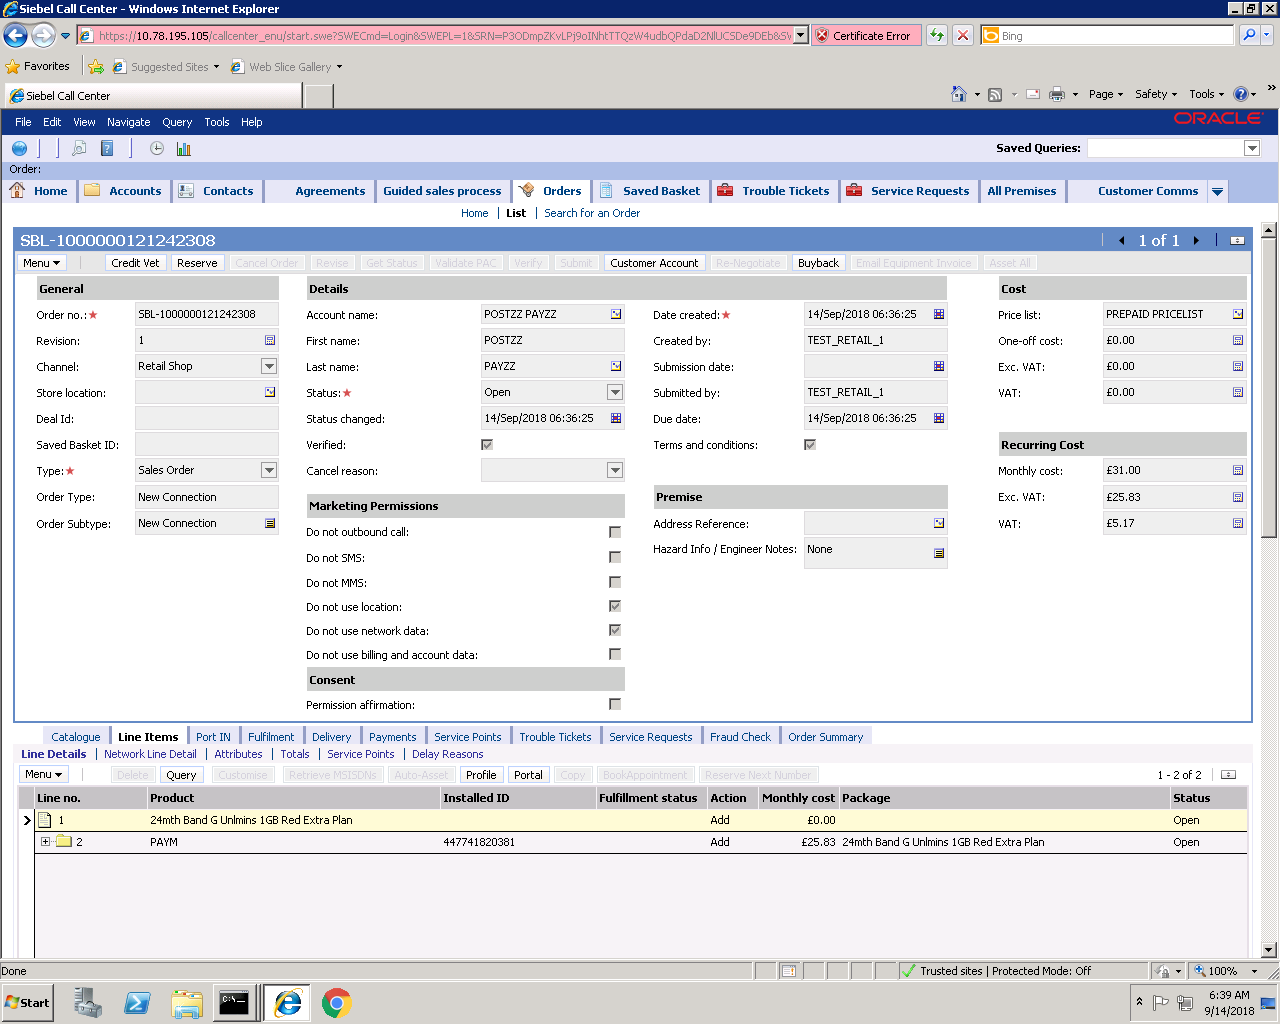 Siebel Call Center - Windows Internet Explorer
https://10.78.195.105/callcenter_enu/start.swe?SWECmd=Login&SWEPL=1&SRN=
Certificate Error
Bing
Favorites Suggested Sites Web Slice Gallery
Siebel Call Center
Page Safety Tools
File Edit View Navigate Query Tools Help
ORACLE
Saved Queries:
Order:
Home Accounts Contacts Agreements Guided sales process Orders Saved Basket Trouble Tickets Service Requests All Premises Customer Comms
Home List Search for an Order
SBL-1000000121242308 1 of 1
Menu Credit Vet Reserve Cancel Order Revise Get Status Validate PAC Verify Submit Customer Account Re-Negotiate Buyback Email Equipment Invoice Asset All
General Details Cost
Order no.: SBL-1000000121242308 Account name: POSTZZ PAYZZ Date created: 14/Sep/2018 06:36:25 Price list: PREPAID PRICELIST
Revision: 1 First name: POSTZZ Created by: TEST_RETAIL_1 One-off cost: £0.00
Channel: Retail Shop Last name: PAYZZ Submission date: Exc. VAT: £0.00
Store location: Status: Open Submitted by: TEST_RETAIL_1 VAT: £0.00
Deal Id: Status changed: 14/Sep/2018 06:36:25 Due date: 14/Sep/2018 06:36:25
Saved Basket ID: Verified: Terms and conditions: Recurring Cost
Type: Sales Order Cancel reason: Monthly cost: £31.00
Order Type: New Connection Marketing Permissions Premise Exc. VAT: £25.83
Order Subtype: New Connection Do not outbound call: Address Reference: VAT: £5.17
Do not SMS: Hazard Info / Engineer Notes: None
Do not MMS:
Do not use location:
Do not use network data:
Do not use billing and account data:
Consent
Permission affirmation:
Catalogue Line Items Port IN Fulfilment Delivery Payments Service Points Trouble Tickets Service Requests Fraud Check Order Summary
Line Details Network Line Detail Attributes Totals Service Points Delay Reasons
Menu Delete Query Customise Retrieve MSISDNs Auto-Asset Profile Portal Copy BookAppointment Reserve Next Number 1 - 2 of 2
Line no. Product Installed ID Fulfillment status Action Monthly cost Package Status
1 24mth Band G Unlmins 1GB Red Extra Plan Add £0.00 Open
2 PAYM 447741820381 Add £25.83 24mth Band G Unlmins 1GB Red Extra Plan Open
Done Trusted sites | Protected Mode: Off 100%
Start 6:39 AM
9/14/2018